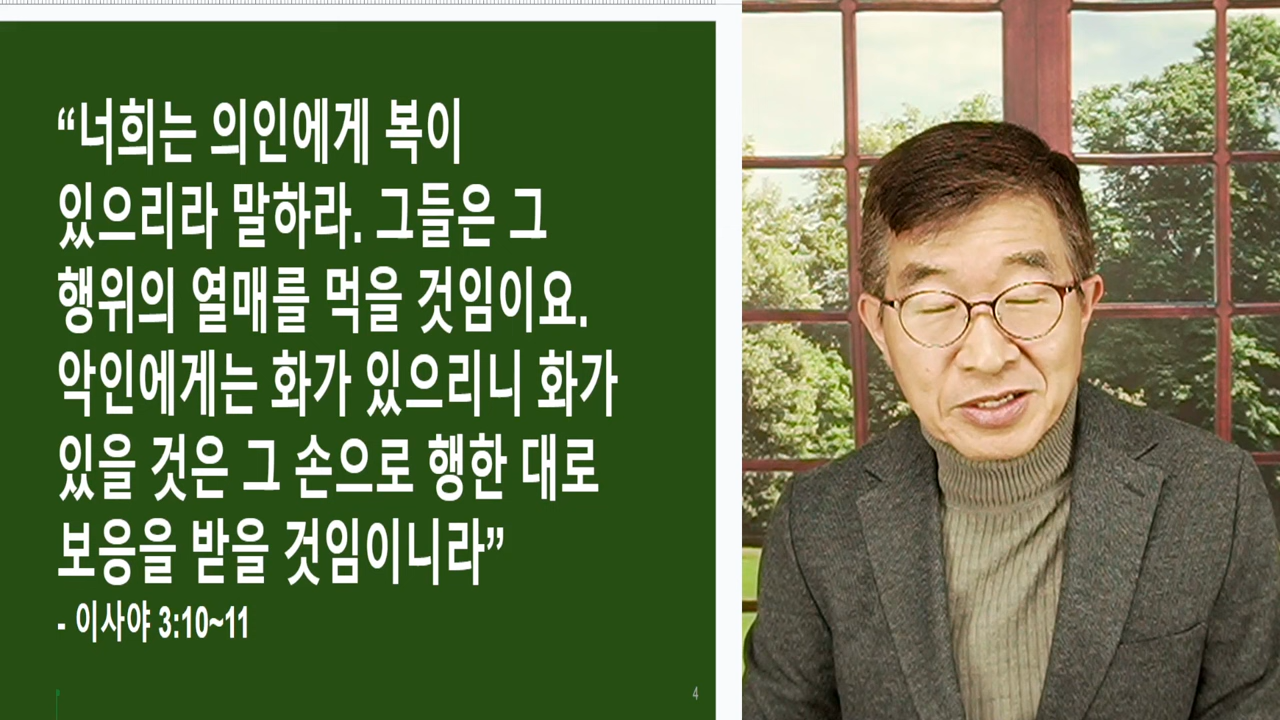 “너희는 의인에게 복이
있으리라 말하라. 그들은 그
행위의 열매를 먹을 것임이요.
악인에게는 화가 있으리니 화가
있을 것은 그 손으로 행한 대로
보응을 받을 것임이니라”
- 이사야 3:10~11
4